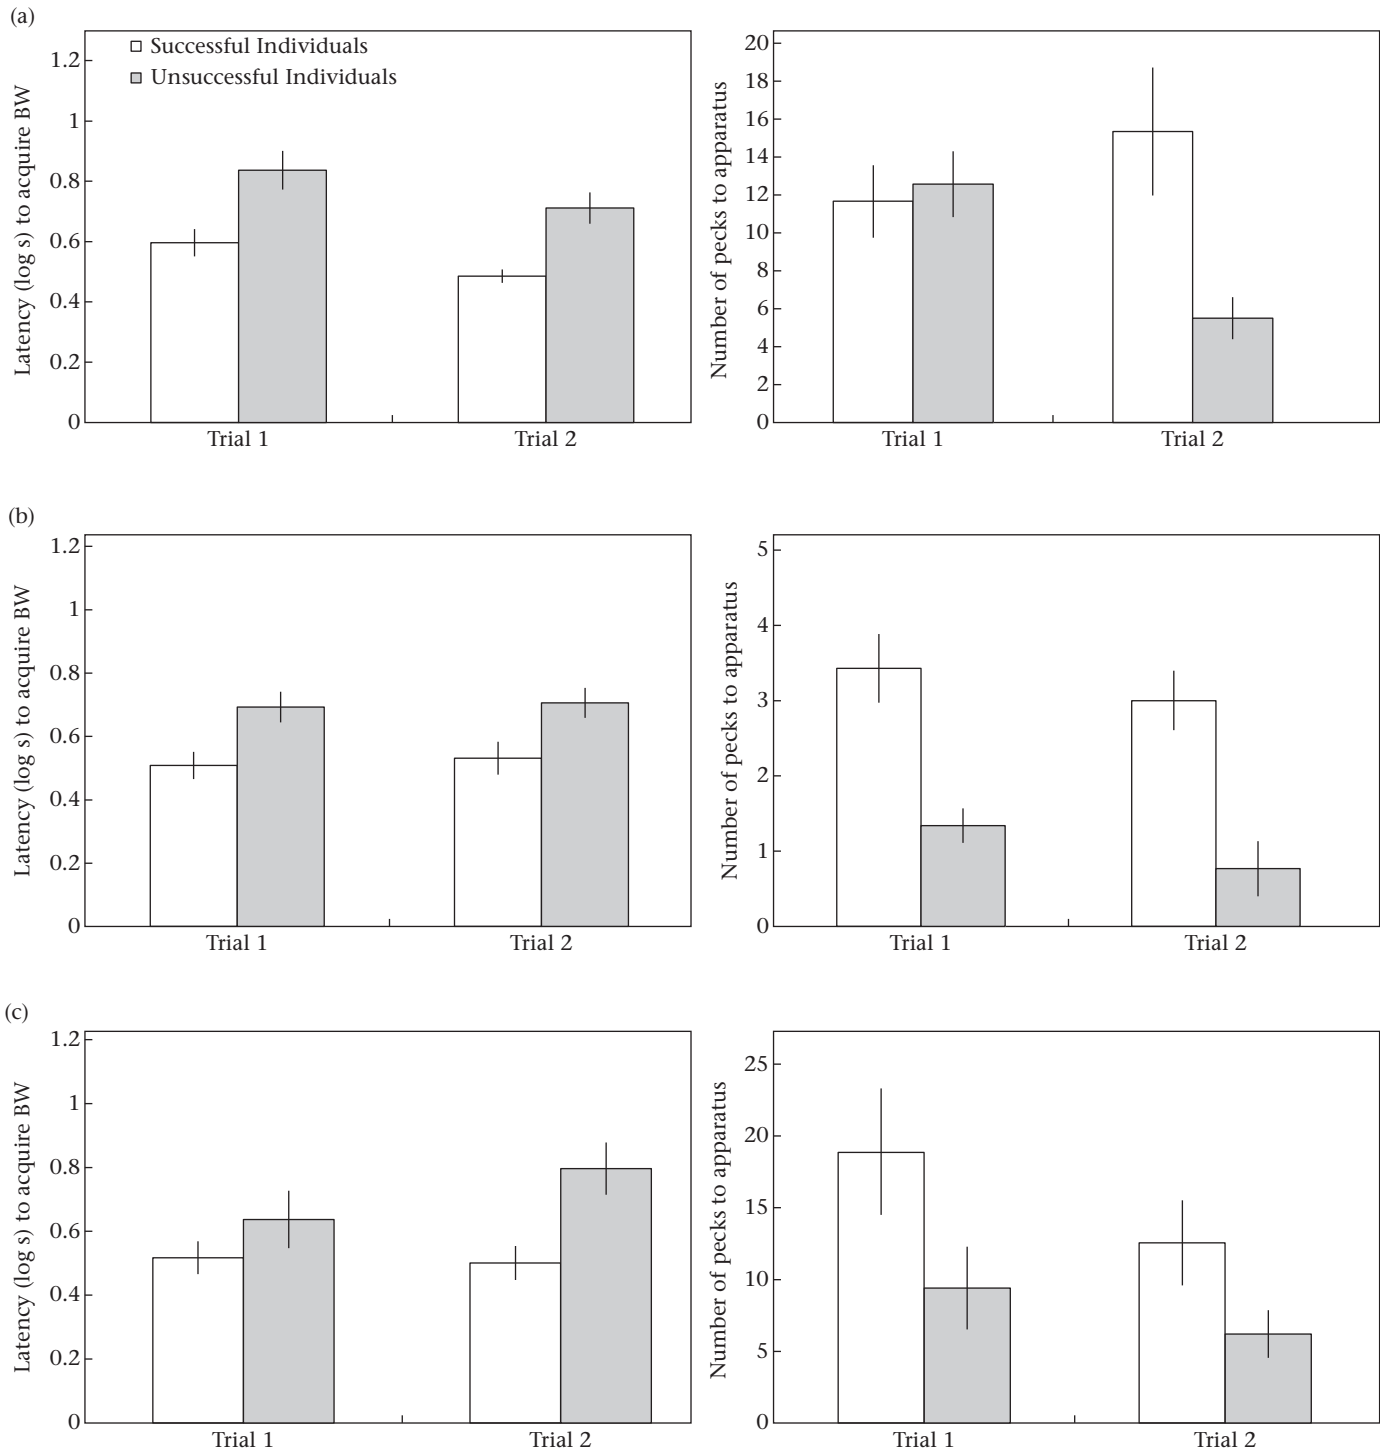 (a)
Successful Individuals
Unsuccessful Individuals
Latency (log s) to acquire BW
1.2
1
0.8
0.6
0.4
0.2
0
Trial 1 Trial 2
Number of pecks to apparatus
20
18
16
14
12
10
8
6
4
2
0
Trial 1 Trial 2
(b)
Latency (log s) to acquire BW
1.2
1
0.8
0.6
0.4
0.2
0
Trial 1 Trial 2
Number of pecks to apparatus
5
4
3
2
1
0
Trial 1 Trial 2
(c)
Latency (log s) to acquire BW
1.2
1
0.8
0.6
0.4
0.2
0
Trial 1 Trial 2
Number of pecks to apparatus
25
20
15
10
5
0
Trial 1 Trial 2